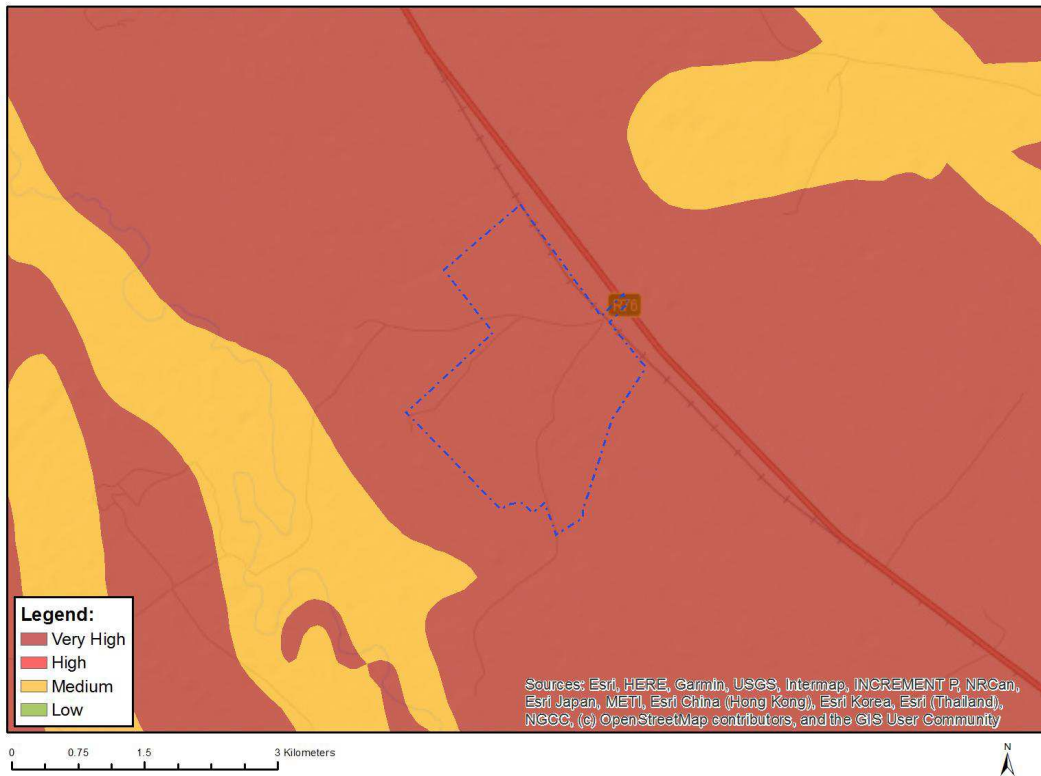 Legend:
Very High
High
Medium
Low
Sources: Esri, HERE, Garmin, USGS, Intermap, INCREMENT P, NRCan,
Esri Japan, METI, Esri China (Hong Kong), Esri Korea, Esri (Thailand),
NGCC, (c) OpenStreetMap contributors, and the GIS User Community
0 0.75 1.5 3 Kilometers
N